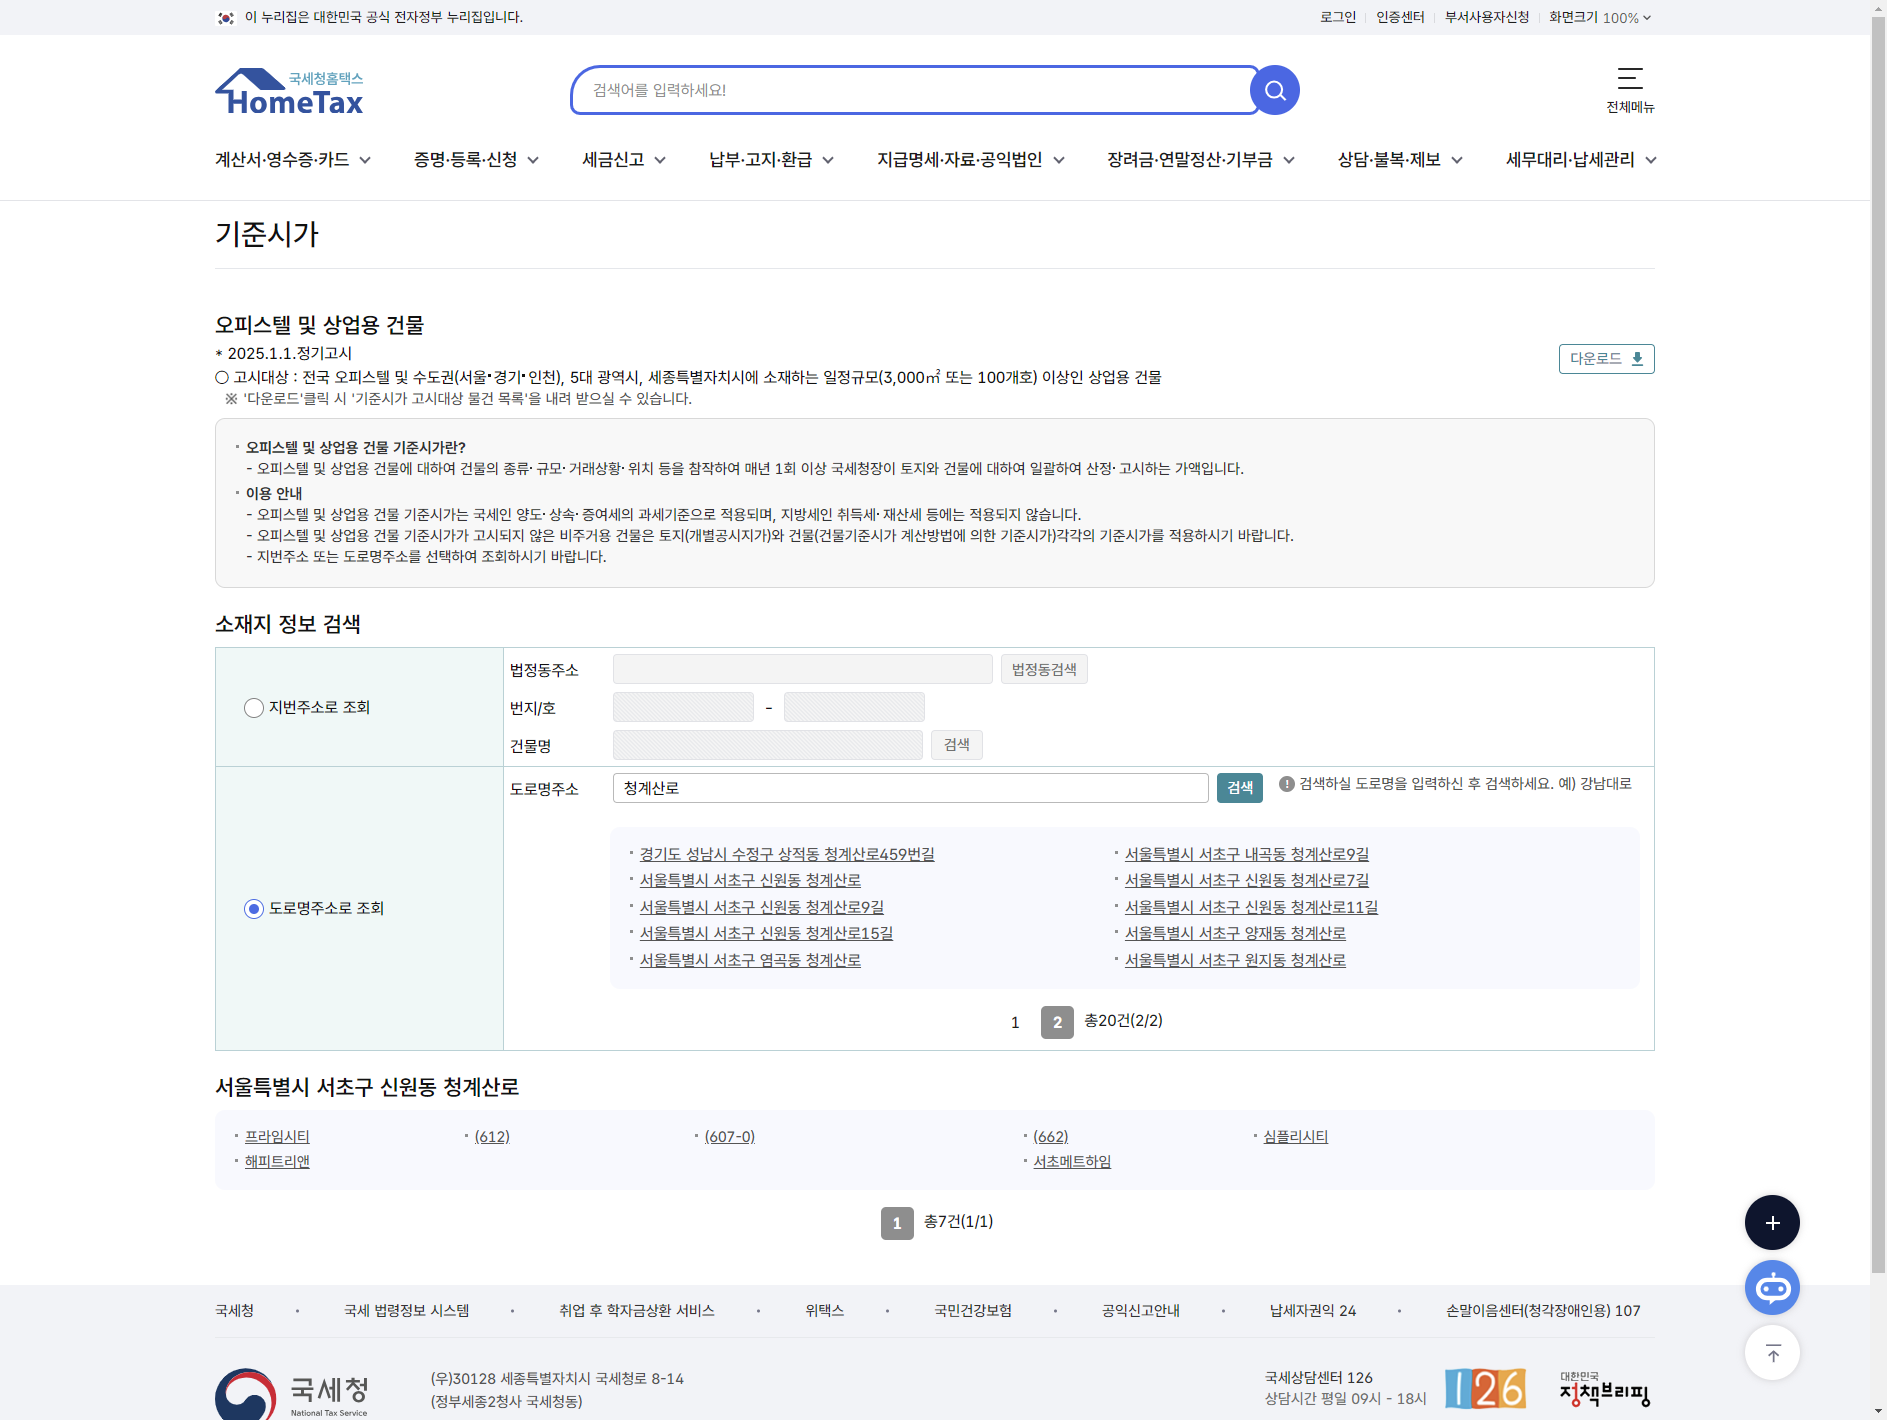 이 누리집은 대한민국 공식 전자정부 누리집입니다.
로그인 인증센터 부서사용자신청 화면크기 100%
국세청홈택스
HomeTax
검색어를 입력하세요!
전체메뉴
계산서·영수증·카드 증명·등록·신청 세금신고 납부·고지·환급 지급명세·자료·공익법인 장려금·연말정산·기부금 상담·불복·제보 세무대리·납세관리
기준시가
오피스텔 및 상업용 건물
* 2025.1.1.정기고시
다운로드
○ 고시대상 : 전국 오피스텔 및 수도권(서울·경기·인천), 5대 광역시, 세종특별자치시에 소재하는 일정규모(3,000㎡ 또는 100개호) 이상인 상업용 건물
※ '다운로드'클릭 시 '기준시가 고시대상 물건 목록'을 내려 받으실 수 있습니다.
오피스텔 및 상업용 건물 기준시가란?
- 오피스텔 및 상업용 건물에 대하여 건물의 종류· 규모· 거래상황· 위치 등을 참작하여 매년 1회 이상 국세청장이 토지와 건물에 대하여 일괄하여 산정· 고시하는 가액입니다.
이용 안내
- 오피스텔 및 상업용 건물 기준시가는 국세인 양도· 상속· 증여세의 과세기준으로 적용되며, 지방세인 취득세· 재산세 등에는 적용되지 않습니다.
- 오피스텔 및 상업용 건물 기준시가가 고시되지 않은 비주거용 건물은 토지(개별공시지가)와 건물(건물기준시가 계산방법에 의한 기준시가)각각의 기준시가를 적용하시기 바랍니다.
- 지번주소 또는 도로명주소를 선택하여 조회하시기 바랍니다.
소재지 정보 검색
지번주소로 조회
법정동주소 법정동검색
번지/호 -
건물명 검색
도로명주소로 조회
도로명주소 청계산로 검색 검색하실 도로명을 입력하신 후 검색하세요. 예) 강남대로
경기도 성남시 수정구 상적동 청계산로459번길 서울특별시 서초구 내곡동 청계산로9길
서울특별시 서초구 신원동 청계산로 서울특별시 서초구 신원동 청계산로7길
서울특별시 서초구 신원동 청계산로9길 서울특별시 서초구 신원동 청계산로11길
서울특별시 서초구 신원동 청계산로15길 서울특별시 서초구 양재동 청계산로
서울특별시 서초구 염곡동 청계산로 서울특별시 서초구 원지동 청계산로
1 2 총20건(2/2)
서울특별시 서초구 신원동 청계산로
프라임시티 (612) (607-0) (662) 심플리시티
해피트리앤 서초메트하임
1 총7건(1/1)
국세청 · 국세 법령정보 시스템 · 취업 후 학자금상환 서비스 · 위택스 · 국민건강보험 · 공익신고안내 · 납세자권익 24 · 손말이음센터(청각장애인용) 107
국세청
National Tax Service
(우)30128 세종특별자치시 국세청로 8-14
(정부세종2청사 국세청동)
국세상담센터 126
상담시간 평일 09시 - 18시
126
대한민국
정책브리핑